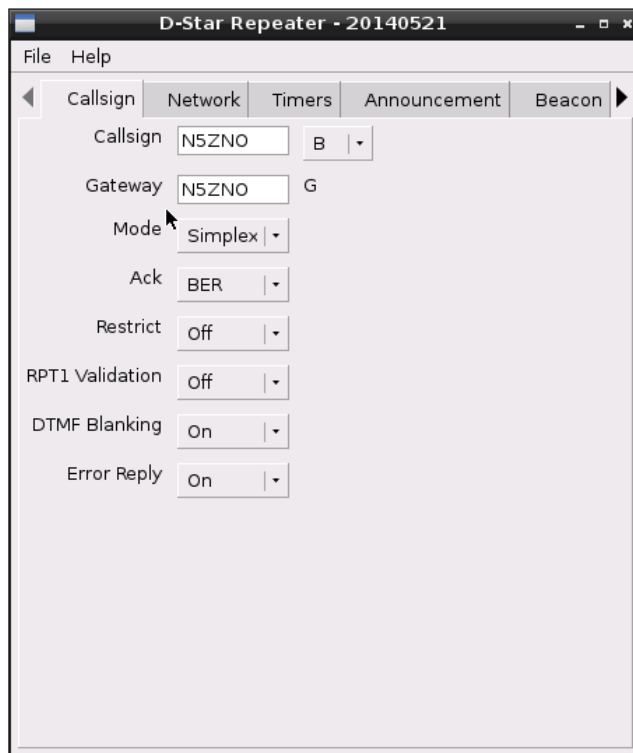 D-Star Repeater - 20140521
File Help
Callsign Network Timers Announcement Beacon
Callsign N5ZNO B
Gateway N5ZNO G
Mode Simplex
Ack BER
Restrict Off
RPT1 Validation Off
DTMF Blanking On
Error Reply On